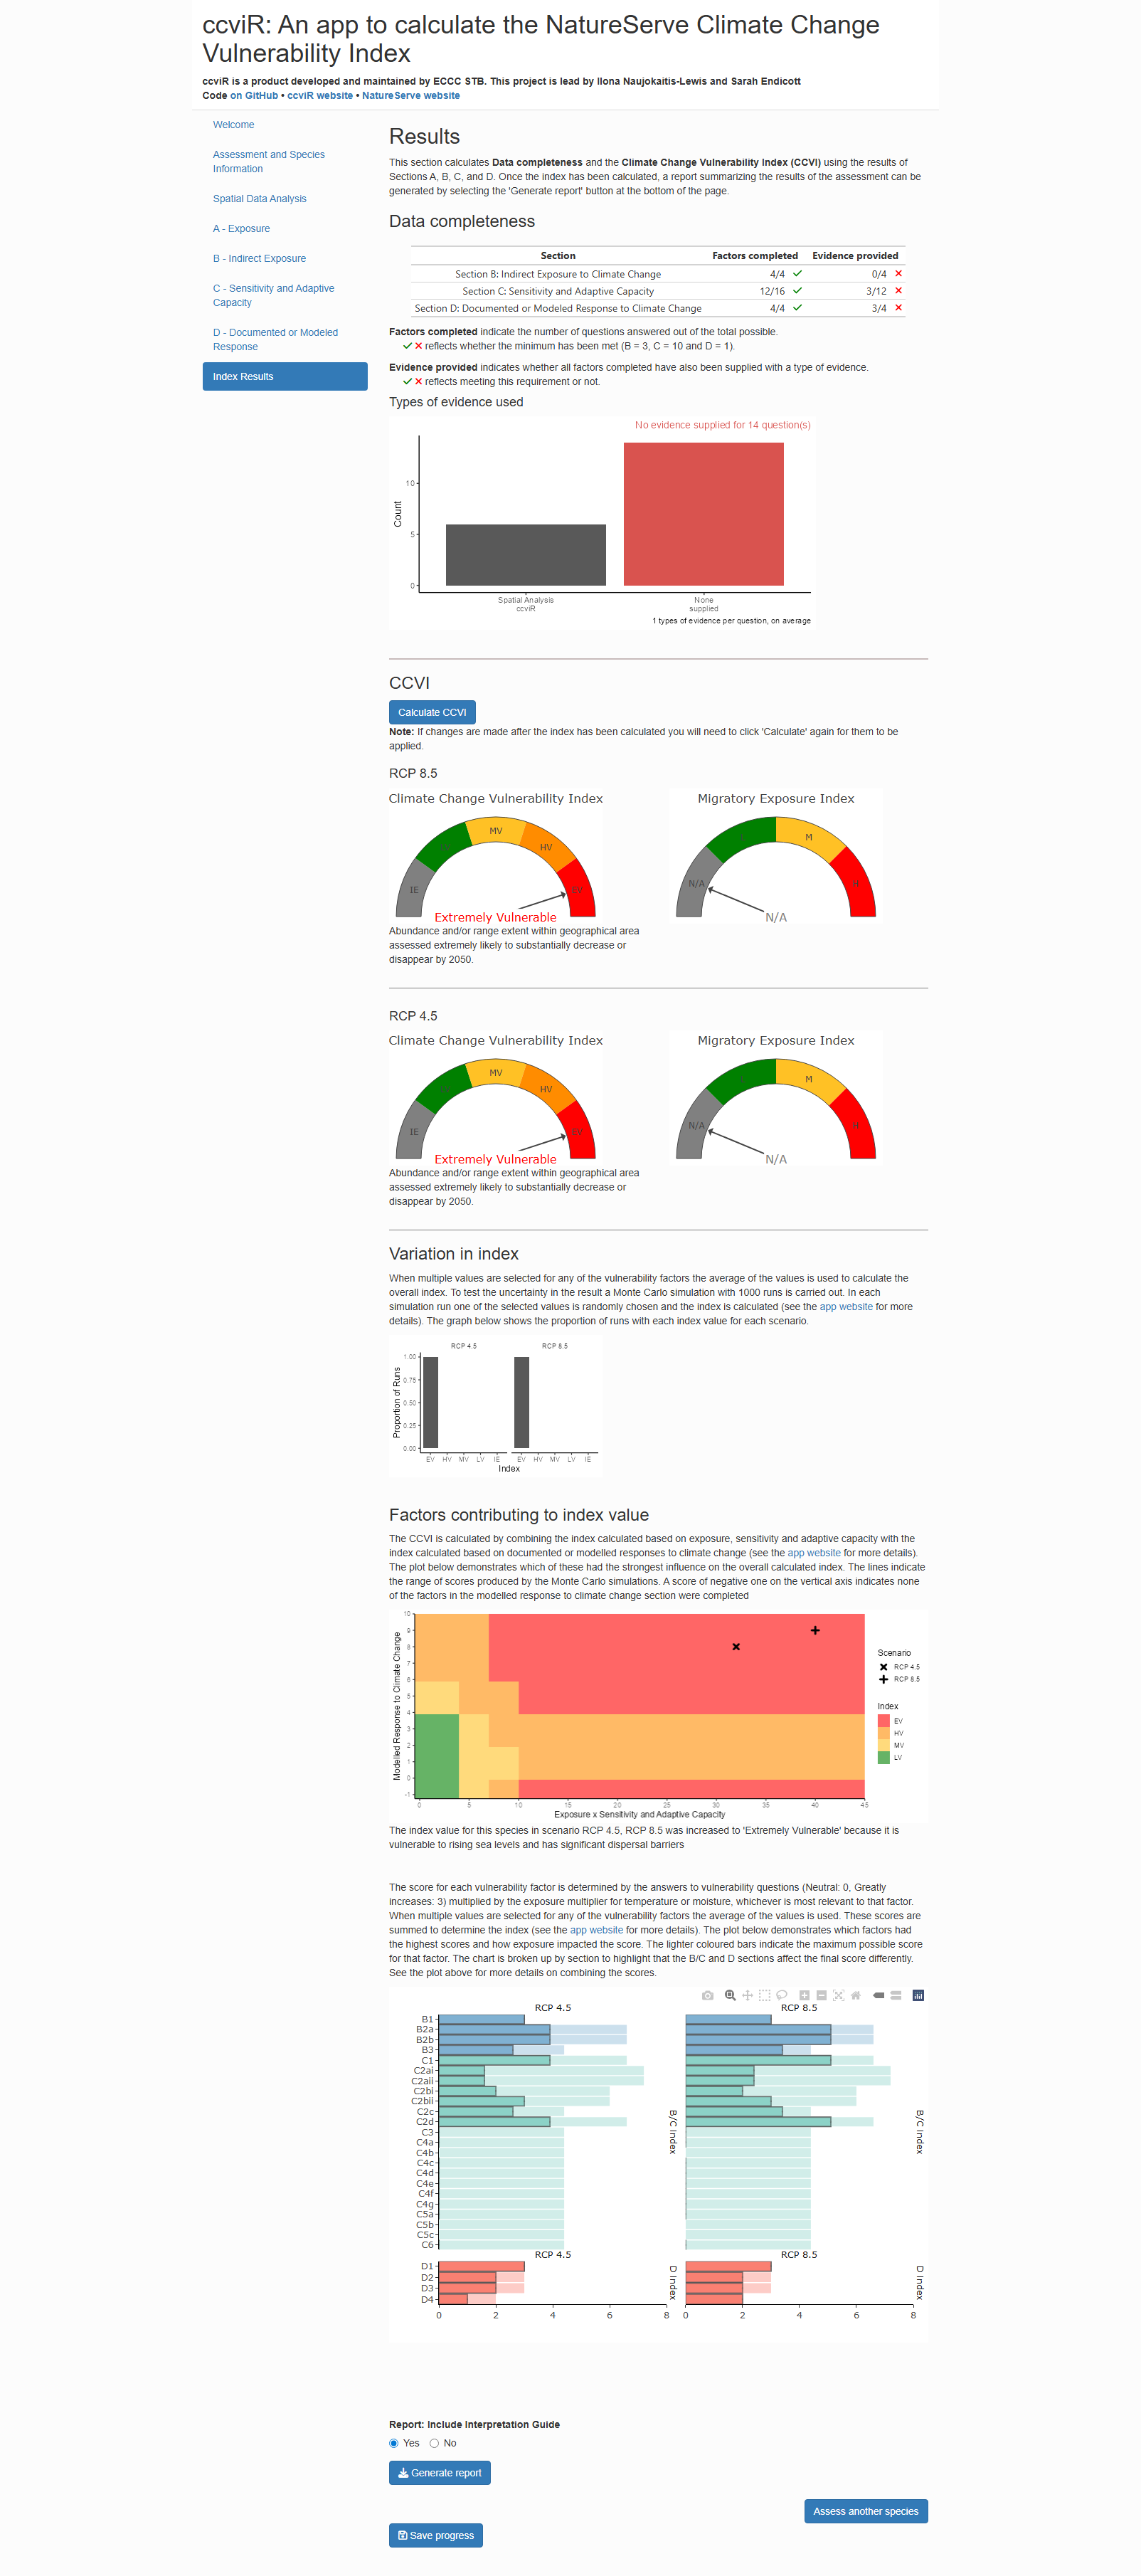 ccviR: An app to calculate the NatureServe Climate Change
Vulnerability Index
ccviR is a product developed and maintained by ECCC STB. This project is lead by Ilona Naujokaitis-Lewis and Sarah Endicott
Code on GitHub • ccviR website • NatureServe website
Welcome
Assessment and Species
Information
Spatial Data Analysis
A - Exposure
B - Indirect Exposure
C - Sensitivity and Adaptive
Capacity
D - Documented or Modeled
Response
Index Results
Results
This section calculates Data completeness and the Climate Change Vulnerability Index (CCVI) using the results of
Sections A, B, C, and D. Once the index has been calculated, a report summarizing the results of the assessment can be
generated by selecting the 'Generate report' button at the bottom of the page.
Data completeness
Section Factors completed Evidence provided
Section B: Indirect Exposure to Climate Change 4/4 ✓ 0/4 ✕
Section C: Sensitivity and Adaptive Capacity 12/16 ✓ 3/12 ✕
Section D: Documented or Modeled Response to Climate Change 4/4 ✓ 3/4 ✕
Factors completed indicate the number of questions answered out of the total possible.
✓ ✕ reflects whether the minimum has been met (B = 3, C = 10 and D = 1).
Evidence provided indicates whether all factors completed have also been supplied with a type of evidence.
✓ ✕ reflects meeting this requirement or not.
Types of evidence used
No evidence supplied for 14 question(s)
Count
10
5
0
Spatial Analysis
ccviR
None
supplied
1 types of evidence per question, on average
CCVI
Calculate CCVI
Note: If changes are made after the index has been calculated you will need to click 'Calculate' again for them to be
applied.
RCP 8.5
Climate Change Vulnerability Index
IE
MV
HV
EV
Extremely Vulnerable
Abundance and/or range extent within geographical area
assessed extremely likely to substantially decrease or
disappear by 2050.
Migratory Exposure Index
N/A
M
N/A
RCP 4.5
Climate Change Vulnerability Index
IE
MV
HV
EV
Extremely Vulnerable
Abundance and/or range extent within geographical area
assessed extremely likely to substantially decrease or
disappear by 2050.
Migratory Exposure Index
N/A
M
N/A
Variation in index
When multiple values are selected for any of the vulnerability factors the average of the values is used to calculate the
overall index. To test the uncertainty in the result a Monte Carlo simulation with 1000 runs is carried out. In each
simulation run one of the selected values is randomly chosen and the index is calculated (see the app website for more
details). The graph below shows the proportion of runs with each index value for each scenario.
RCP 4.5 RCP 8.5
Proportion of Runs
1.00
0.75
0.50
0.25
0.00
EV HV MV LV IE EV HV MV LV IE
Index
Factors contributing to index value
The CCVI is calculated by combining the index calculated based on exposure, sensitivity and adaptive capacity with the
index calculated based on documented or modelled responses to climate change (see the app website for more details).
The plot below demonstrates which of these had the strongest influence on the overall calculated index. The lines indicate
the range of scores produced by the Monte Carlo simulations. A score of negative one on the vertical axis indicates none
of the factors in the modelled response to climate change section were completed
Modelled Response to Climate Change
10
9
8
7
6
5
4
3
2
1
0
-1
0 5 10 15 20 25 30 35 40 45
Exposure x Sensitivity and Adaptive Capacity
Scenario
RCP 4.5
RCP 8.5
Index
EV
HV
MV
LV
The index value for this species in scenario RCP 4.5, RCP 8.5 was increased to 'Extremely Vulnerable' because it is
vulnerable to rising sea levels and has significant dispersal barriers
The score for each vulnerability factor is determined by the answers to vulnerability questions (Neutral: 0, Greatly
increases: 3) multiplied by the exposure multiplier for temperature or moisture, whichever is most relevant to that factor.
When multiple values are selected for any of the vulnerability factors the average of the values is used. These scores are
summed to determine the index (see the app website for more details). The plot below demonstrates which factors had
the highest scores and how exposure impacted the score. The lighter coloured bars indicate the maximum possible score
for that factor. The chart is broken up by section to highlight that the B/C and D sections affect the final score differently.
See the plot above for more details on combining the scores.
RCP 4.5 RCP 8.5
B1
B2a
B2b
B3
C1
C2ai
C2aii
C2bi
C2bii
C2c
C2d
C3
C4a
C4b
C4c
C4d
C4e
C4f
C4g
C5a
C5b
C5c
C6
B/C Index
B/C Index
RCP 4.5 RCP 8.5
D1
D2
D3
D4
D Index
D Index
0 2 4 6 8 0 2 4 6 8
Report: Include Interpretation Guide
Yes No
Generate report
Assess another species
Save progress